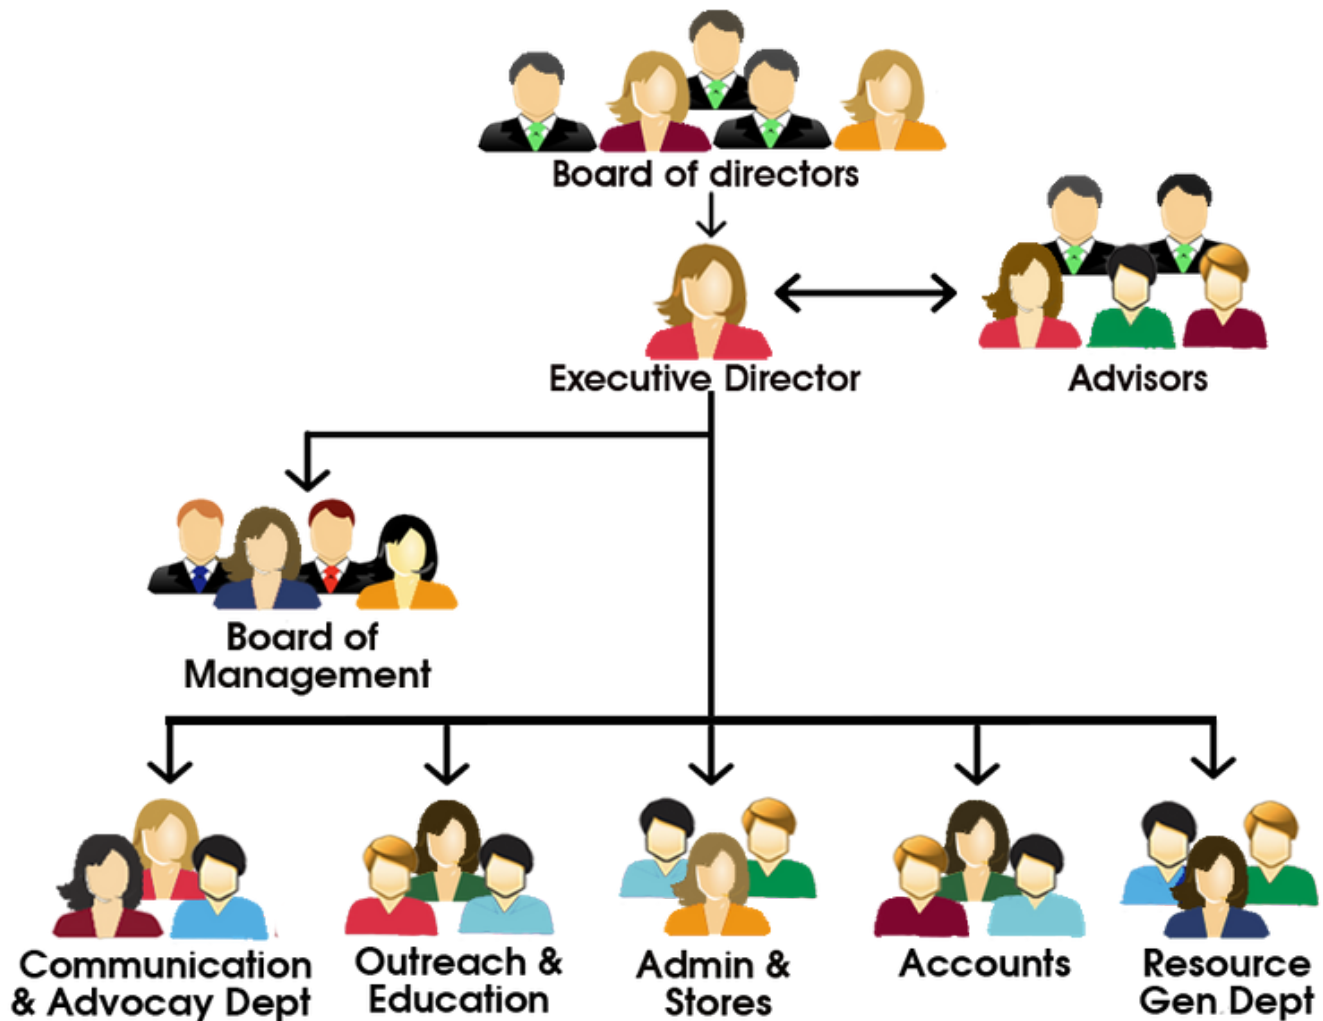 Board of directors
Executive Director
Advisors
Board of
Management
Communication
& Advocay Dept
Outreach &
Education
Admin &
Stores
Accounts
Resource
Gen Dept